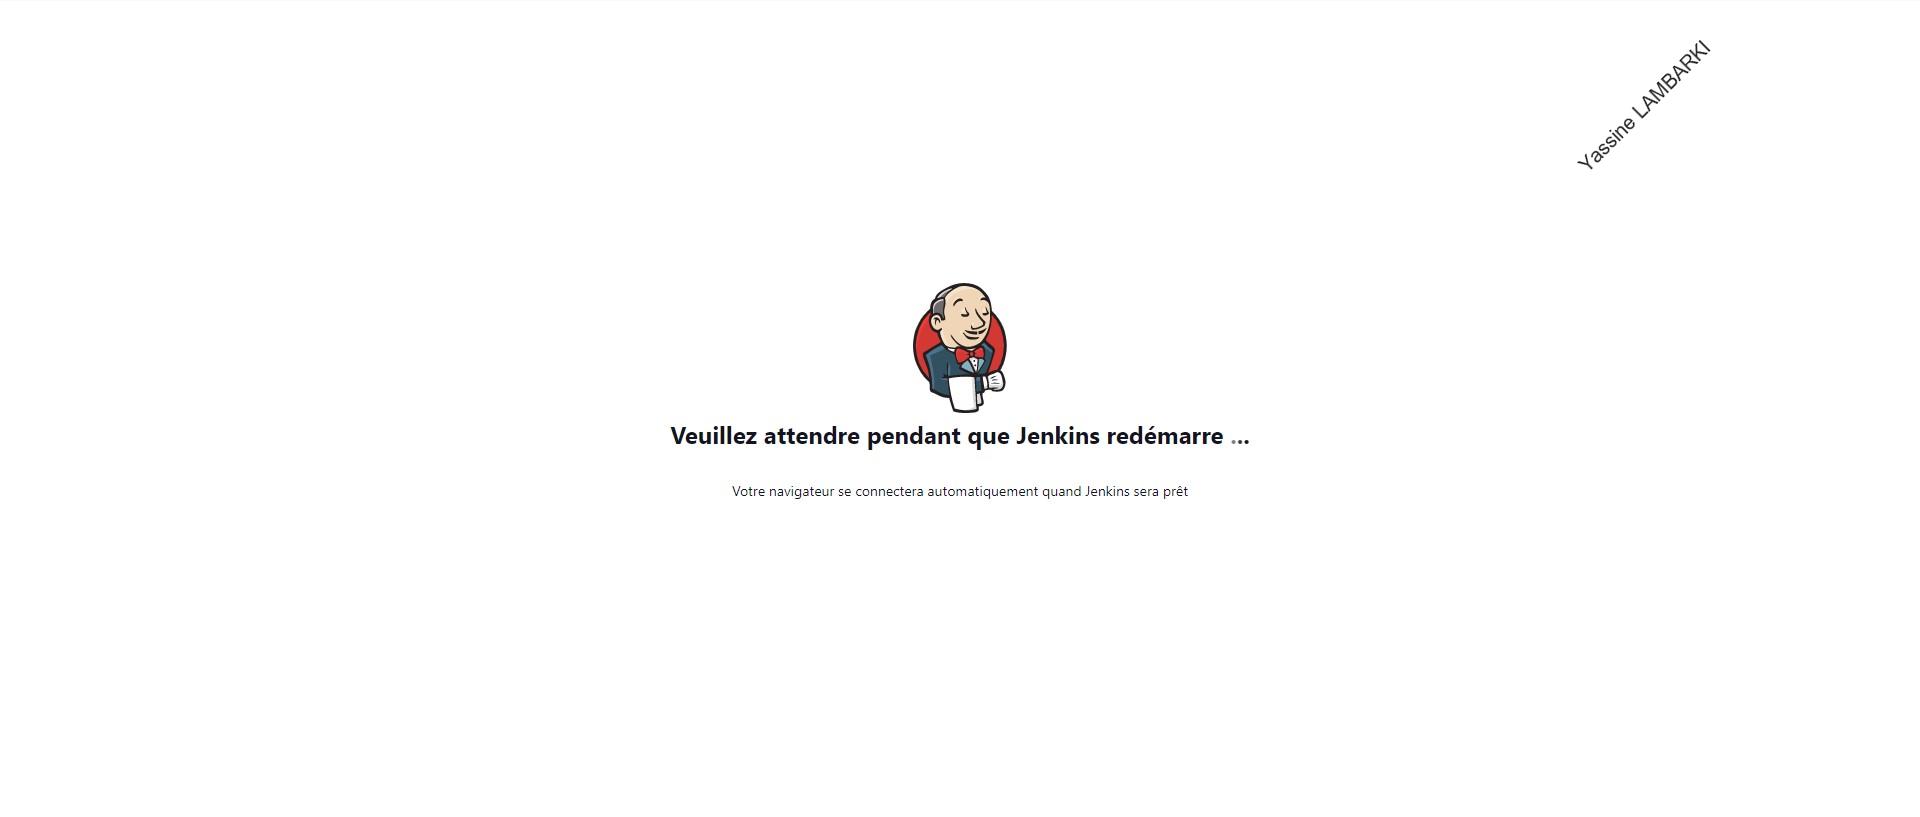 Yassine LAMBARKI
Veuillez attendre pendant que Jenkins redémarre ...
Votre navigateur se connectera automatiquement quand Jenkins sera prêt